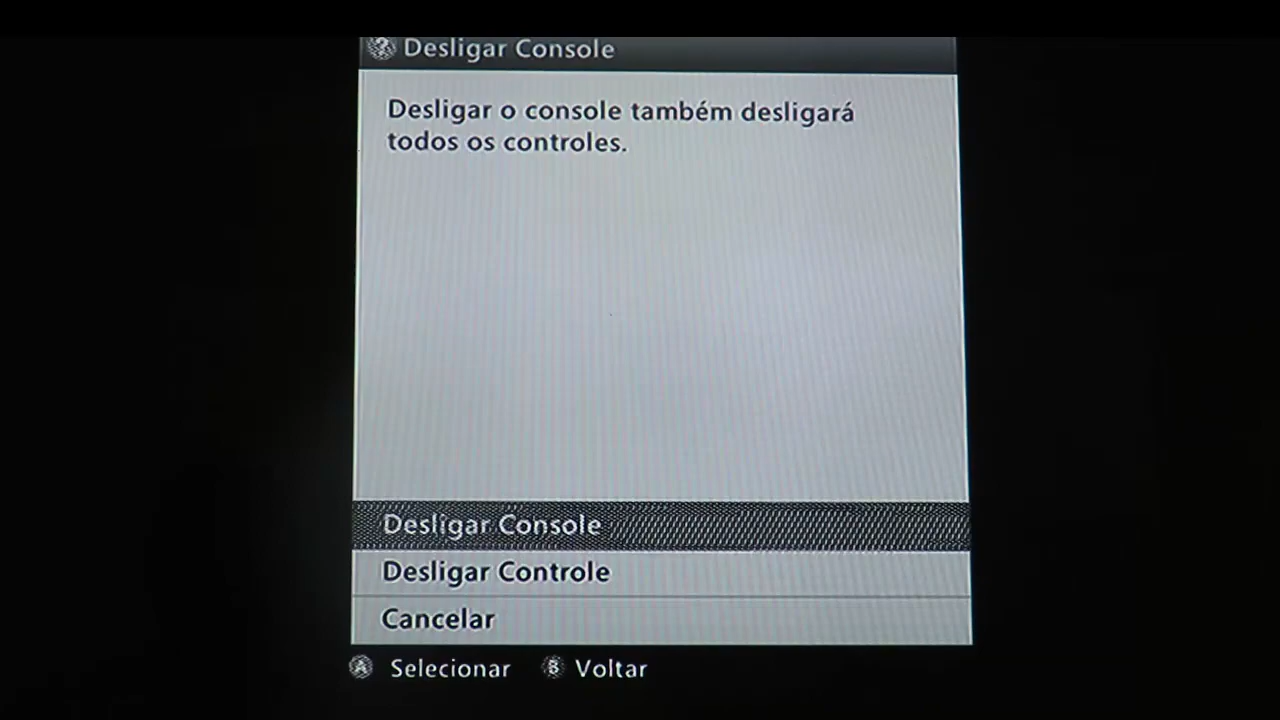 Desligar Console
Desligar o console também desligará
todos os controles.
Desligar Console
Desligar Controle
Cancelar
A Selecionar B Voltar